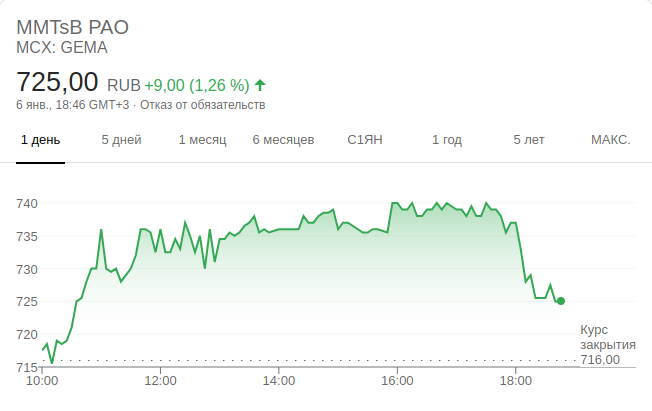 MMTsB PAO
MCX: GEMA
725,00 RUB +9,00 (1,26 %)
6 янв., 18:46 GMT+3 · Отказ от обязательств
1 день 5 дней 1 месяц 6 месяцев С1ЯН 1 год 5 лет МАКС.
740
735
730
725
720
715
Курс
закрытия
716,00
10:00 12:00 14:00 16:00 18:00